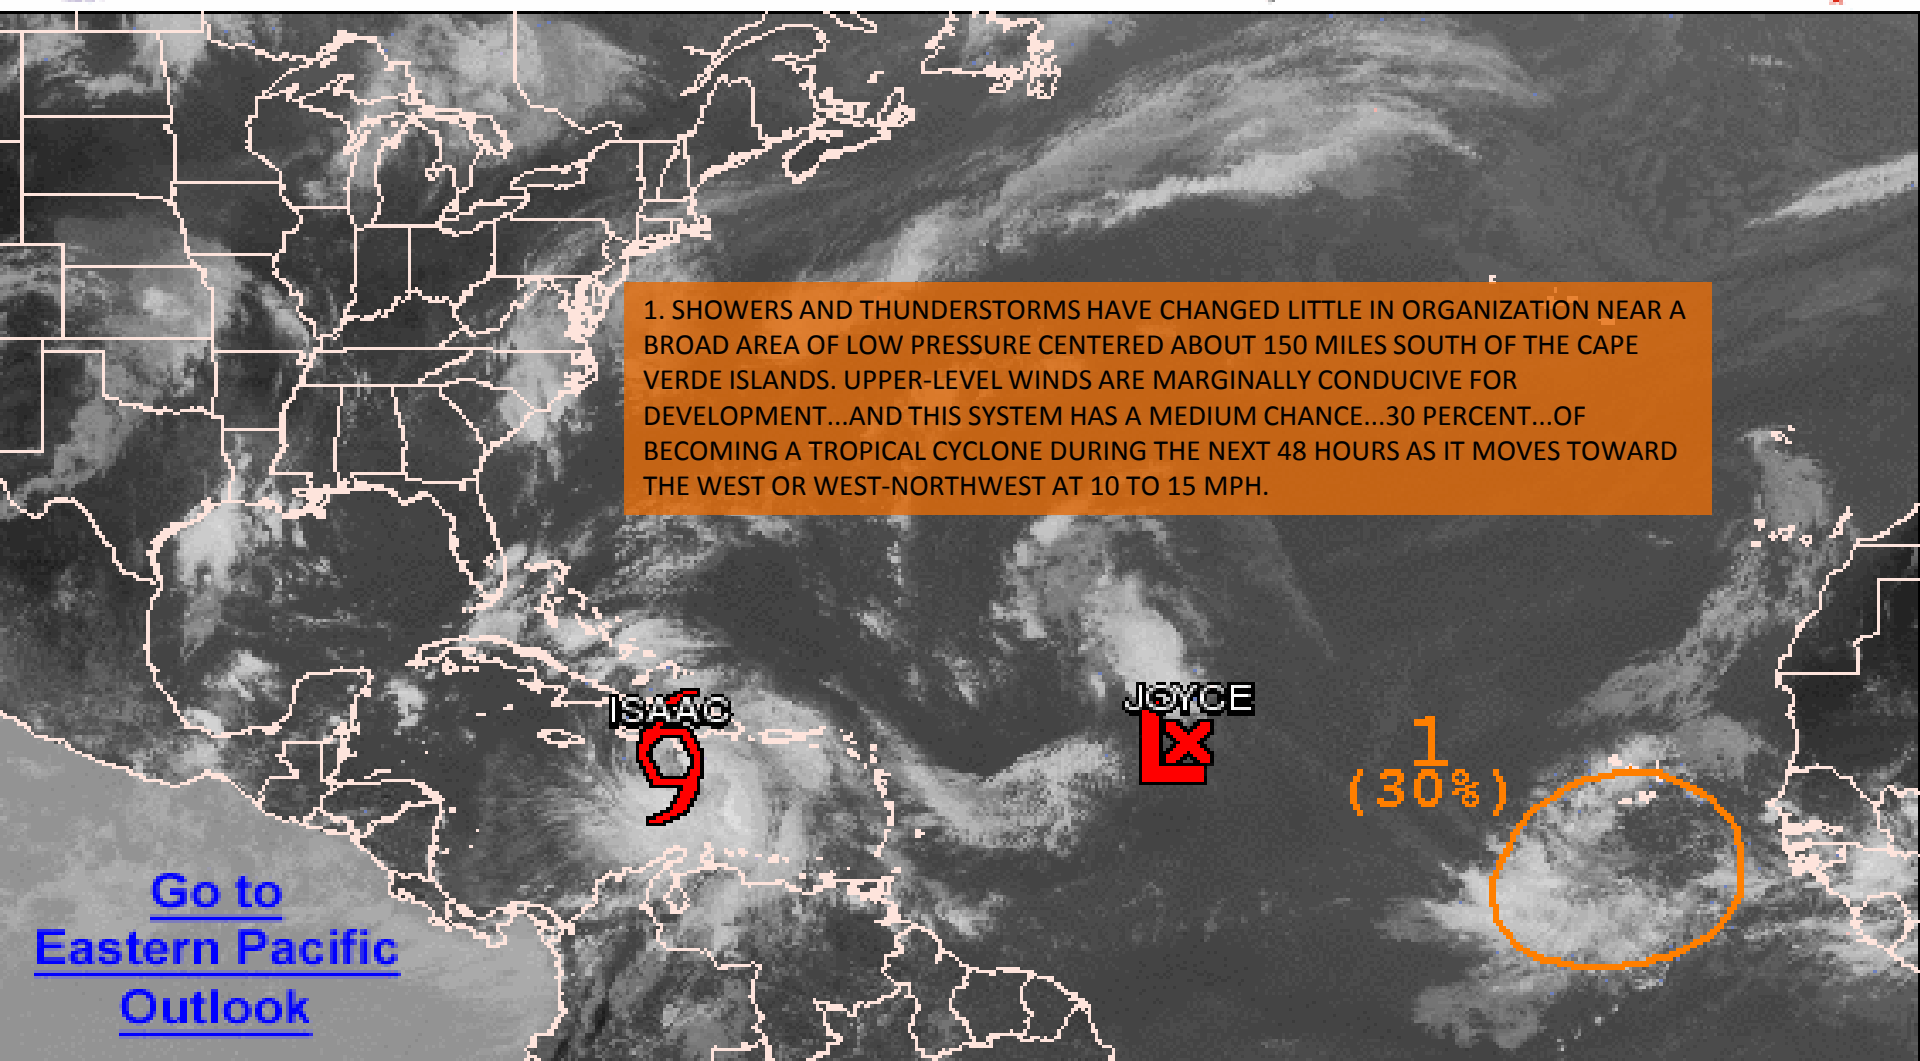 1. SHOWERS AND THUNDERSTORMS HAVE CHANGED LITTLE IN ORGANIZATION NEAR A
BROAD AREA OF LOW PRESSURE CENTERED ABOUT 150 MILES SOUTH OF THE CAPE
VERDE ISLANDS. UPPER-LEVEL WINDS ARE MARGINALLY CONDUCIVE FOR
DEVELOPMENT...AND THIS SYSTEM HAS A MEDIUM CHANCE...30 PERCENT...OF
BECOMING A TROPICAL CYCLONE DURING THE NEXT 48 HOURS AS IT MOVES TOWARD
THE WEST OR WEST-NORTHWEST AT 10 TO 15 MPH.
ISAAC
JOYCE
L
1
(30%)
Go to
Eastern Pacific
Outlook